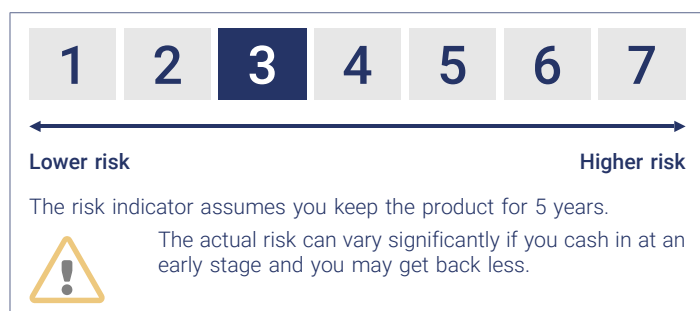 1 2 3 4 5 6 7
Lower risk Higher risk
The risk indicator assumes you keep the product for 5 years.
The actual risk can vary significantly if you cash in at an
early stage and you may get back less.